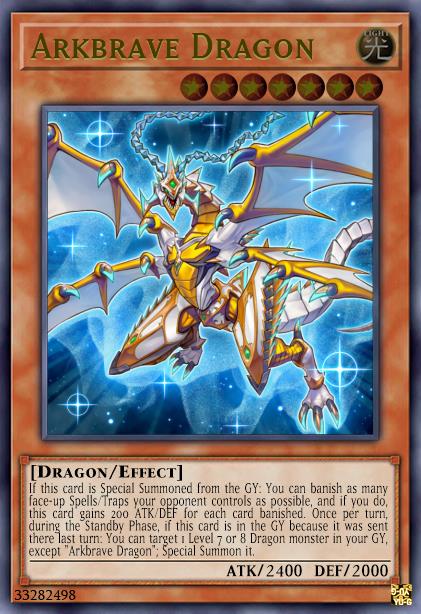 Arkbrave Dragon
LIGHT
光
[Dragon/Effect]
If this card is Special Summoned from the GY: You can banish as many
face-up Spells/Traps your opponent controls as possible, and if you do,
this card gains 200 ATK/DEF for each card banished. Once per turn,
during the Standby Phase, if this card is in the GY because it was sent
there last turn: You can target 1 Level 7 or 8 Dragon monster in your GY,
except "Arkbrave Dragon"; Special Summon it.
ATK/2400 DEF/2000
33282498